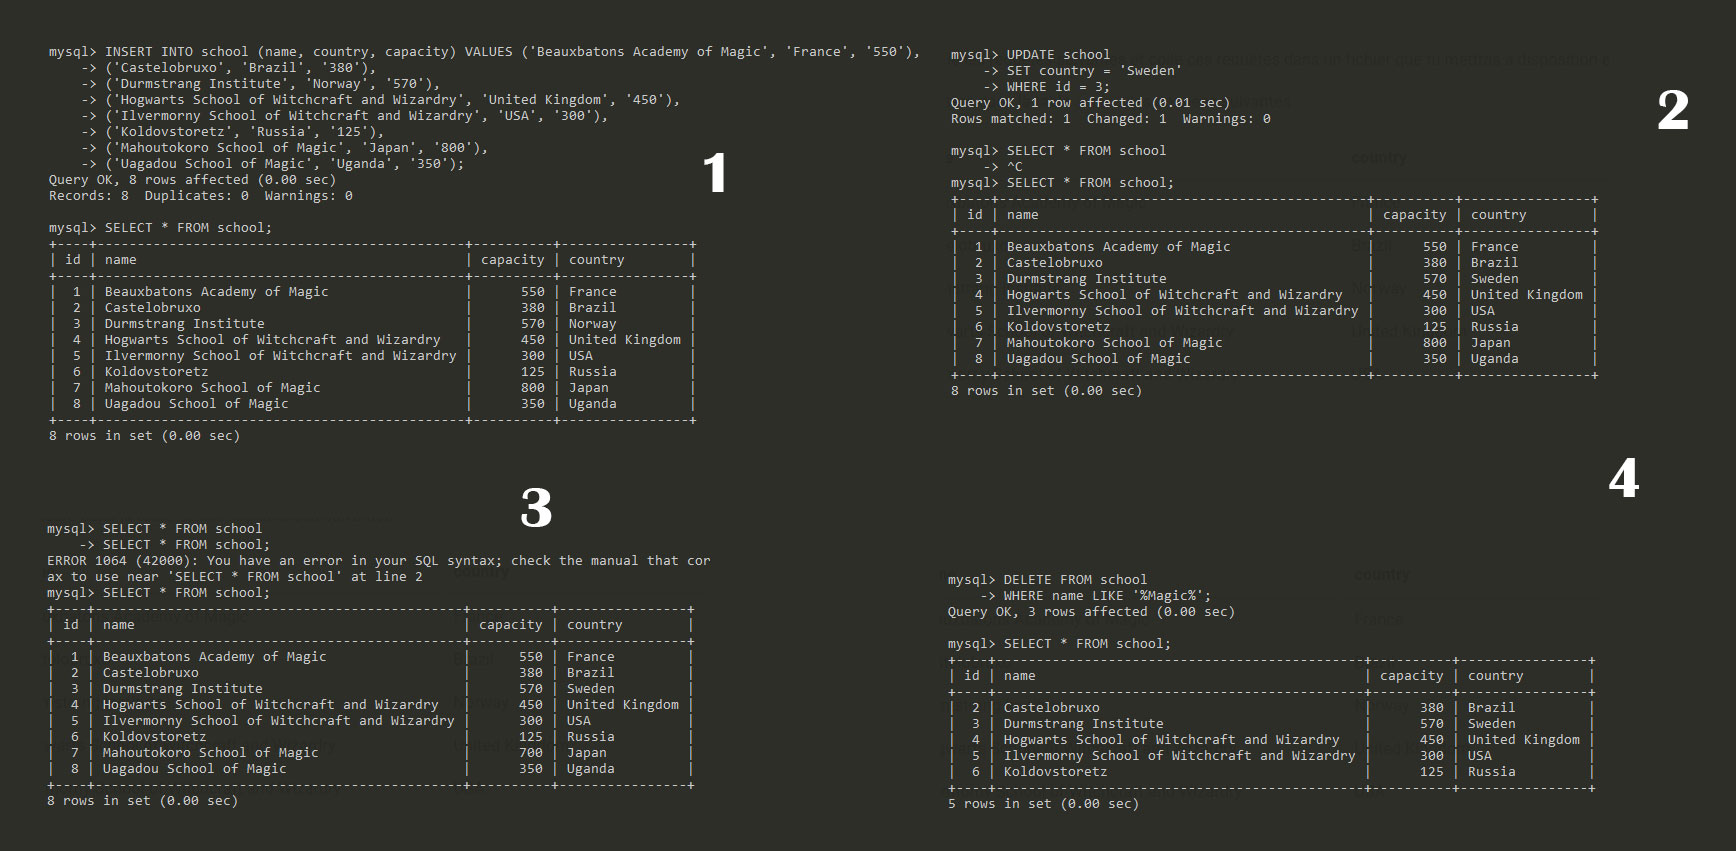 mysql> INSERT INTO school (name, country, capacity) VALUES ('Beauxbatons Academy of Magic', 'France', '550'),
    -> ('Castelobruxo', 'Brazil', '380'),
    -> ('Durmstrang Institute', 'Norway', '570'),
    -> ('Hogwarts School of Witchcraft and Wizardry', 'United Kingdom', '450'),
    -> ('Ilvermorny School of Witchcraft and Wizardry', 'USA', '300'),
    -> ('Koldovstoretz', 'Russia', '125'),
    -> ('Mahoutokoro School of Magic', 'Japan', '800'),
    -> ('Uagadou School of Magic', 'Uganda', '350');
Query OK, 8 rows affected (0.00 sec)
Records: 8  Duplicates: 0  Warnings: 0
1
mysql> SELECT * FROM school;
| id | name | capacity | country |
| 1 | Beauxbatons Academy of Magic | 550 | France |
| 2 | Castelobruxo | 380 | Brazil |
| 3 | Durmstrang Institute | 570 | Norway |
| 4 | Hogwarts School of Witchcraft and Wizardry | 450 | United Kingdom |
| 5 | Ilvermorny School of Witchcraft and Wizardry | 300 | USA |
| 6 | Koldovstoretz | 125 | Russia |
| 7 | Mahoutokoro School of Magic | 800 | Japan |
| 8 | Uagadou School of Magic | 350 | Uganda |
8 rows in set (0.00 sec)
mysql> UPDATE school
    -> SET country = 'Sweden'
    -> WHERE id = 3;
Query OK, 1 row affected (0.01 sec)
Rows matched: 1  Changed: 1  Warnings: 0
2
mysql> SELECT * FROM school
    -> ^C
mysql> SELECT * FROM school;
| id | name | capacity | country |
| 1 | Beauxbatons Academy of Magic | 550 | France |
| 2 | Castelobruxo | 380 | Brazil |
| 3 | Durmstrang Institute | 570 | Sweden |
| 4 | Hogwarts School of Witchcraft and Wizardry | 450 | United Kingdom |
| 5 | Ilvermorny School of Witchcraft and Wizardry | 300 | USA |
| 6 | Koldovstoretz | 125 | Russia |
| 7 | Mahoutokoro School of Magic | 800 | Japan |
| 8 | Uagadou School of Magic | 350 | Uganda |
8 rows in set (0.00 sec)
3
mysql> SELECT * FROM school
    -> SELECT * FROM school;
ERROR 1064 (42000): You have an error in your SQL syntax; check the manual that cor
ax to use near 'SELECT * FROM school' at line 2
mysql> SELECT * FROM school;
| id | name | capacity | country |
| 1 | Beauxbatons Academy of Magic | 550 | France |
| 2 | Castelobruxo | 380 | Brazil |
| 3 | Durmstrang Institute | 570 | Sweden |
| 4 | Hogwarts School of Witchcraft and Wizardry | 450 | United Kingdom |
| 5 | Ilvermorny School of Witchcraft and Wizardry | 300 | USA |
| 6 | Koldovstoretz | 125 | Russia |
| 7 | Mahoutokoro School of Magic | 700 | Japan |
| 8 | Uagadou School of Magic | 350 | Uganda |
8 rows in set (0.00 sec)
4
mysql> DELETE FROM school
    -> WHERE name LIKE '%Magic%';
Query OK, 3 rows affected (0.00 sec)
mysql> SELECT * FROM school;
| id | name | capacity | country |
| 2 | Castelobruxo | 380 | Brazil |
| 3 | Durmstrang Institute | 570 | Sweden |
| 4 | Hogwarts School of Witchcraft and Wizardry | 450 | United Kingdom |
| 5 | Ilvermorny School of Witchcraft and Wizardry | 300 | USA |
| 6 | Koldovstoretz | 125 | Russia |
5 rows in set (0.00 sec)